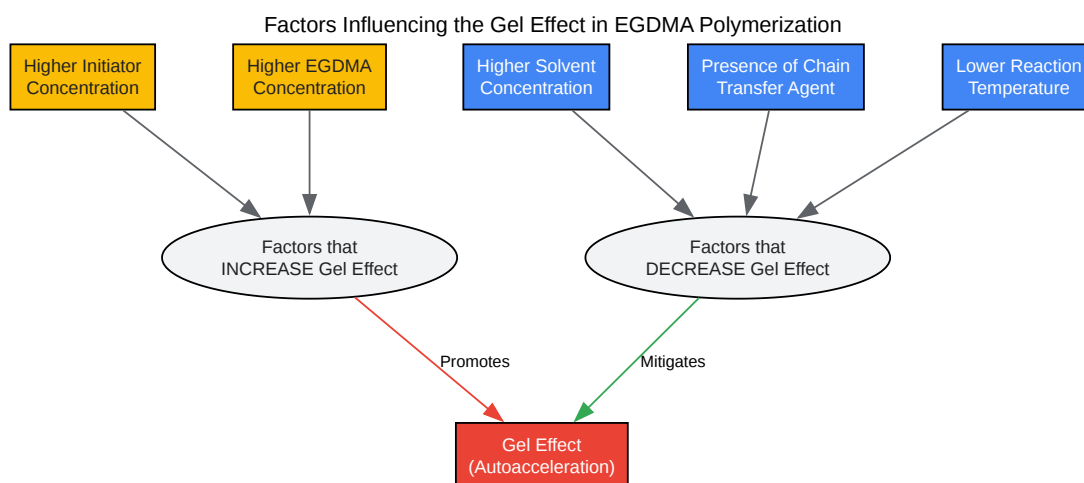 Factors Influencing the Gel Effect in EGDMA Polymerization
Higher Initiator
Concentration
Higher EGDMA
Concentration
Higher Solvent
Concentration
Presence of Chain
Transfer Agent
Lower Reaction
Temperature
Factors that
INCREASE Gel Effect
Factors that
DECREASE Gel Effect
Promotes
Mitigates
Gel Effect
(Autoacceleration)